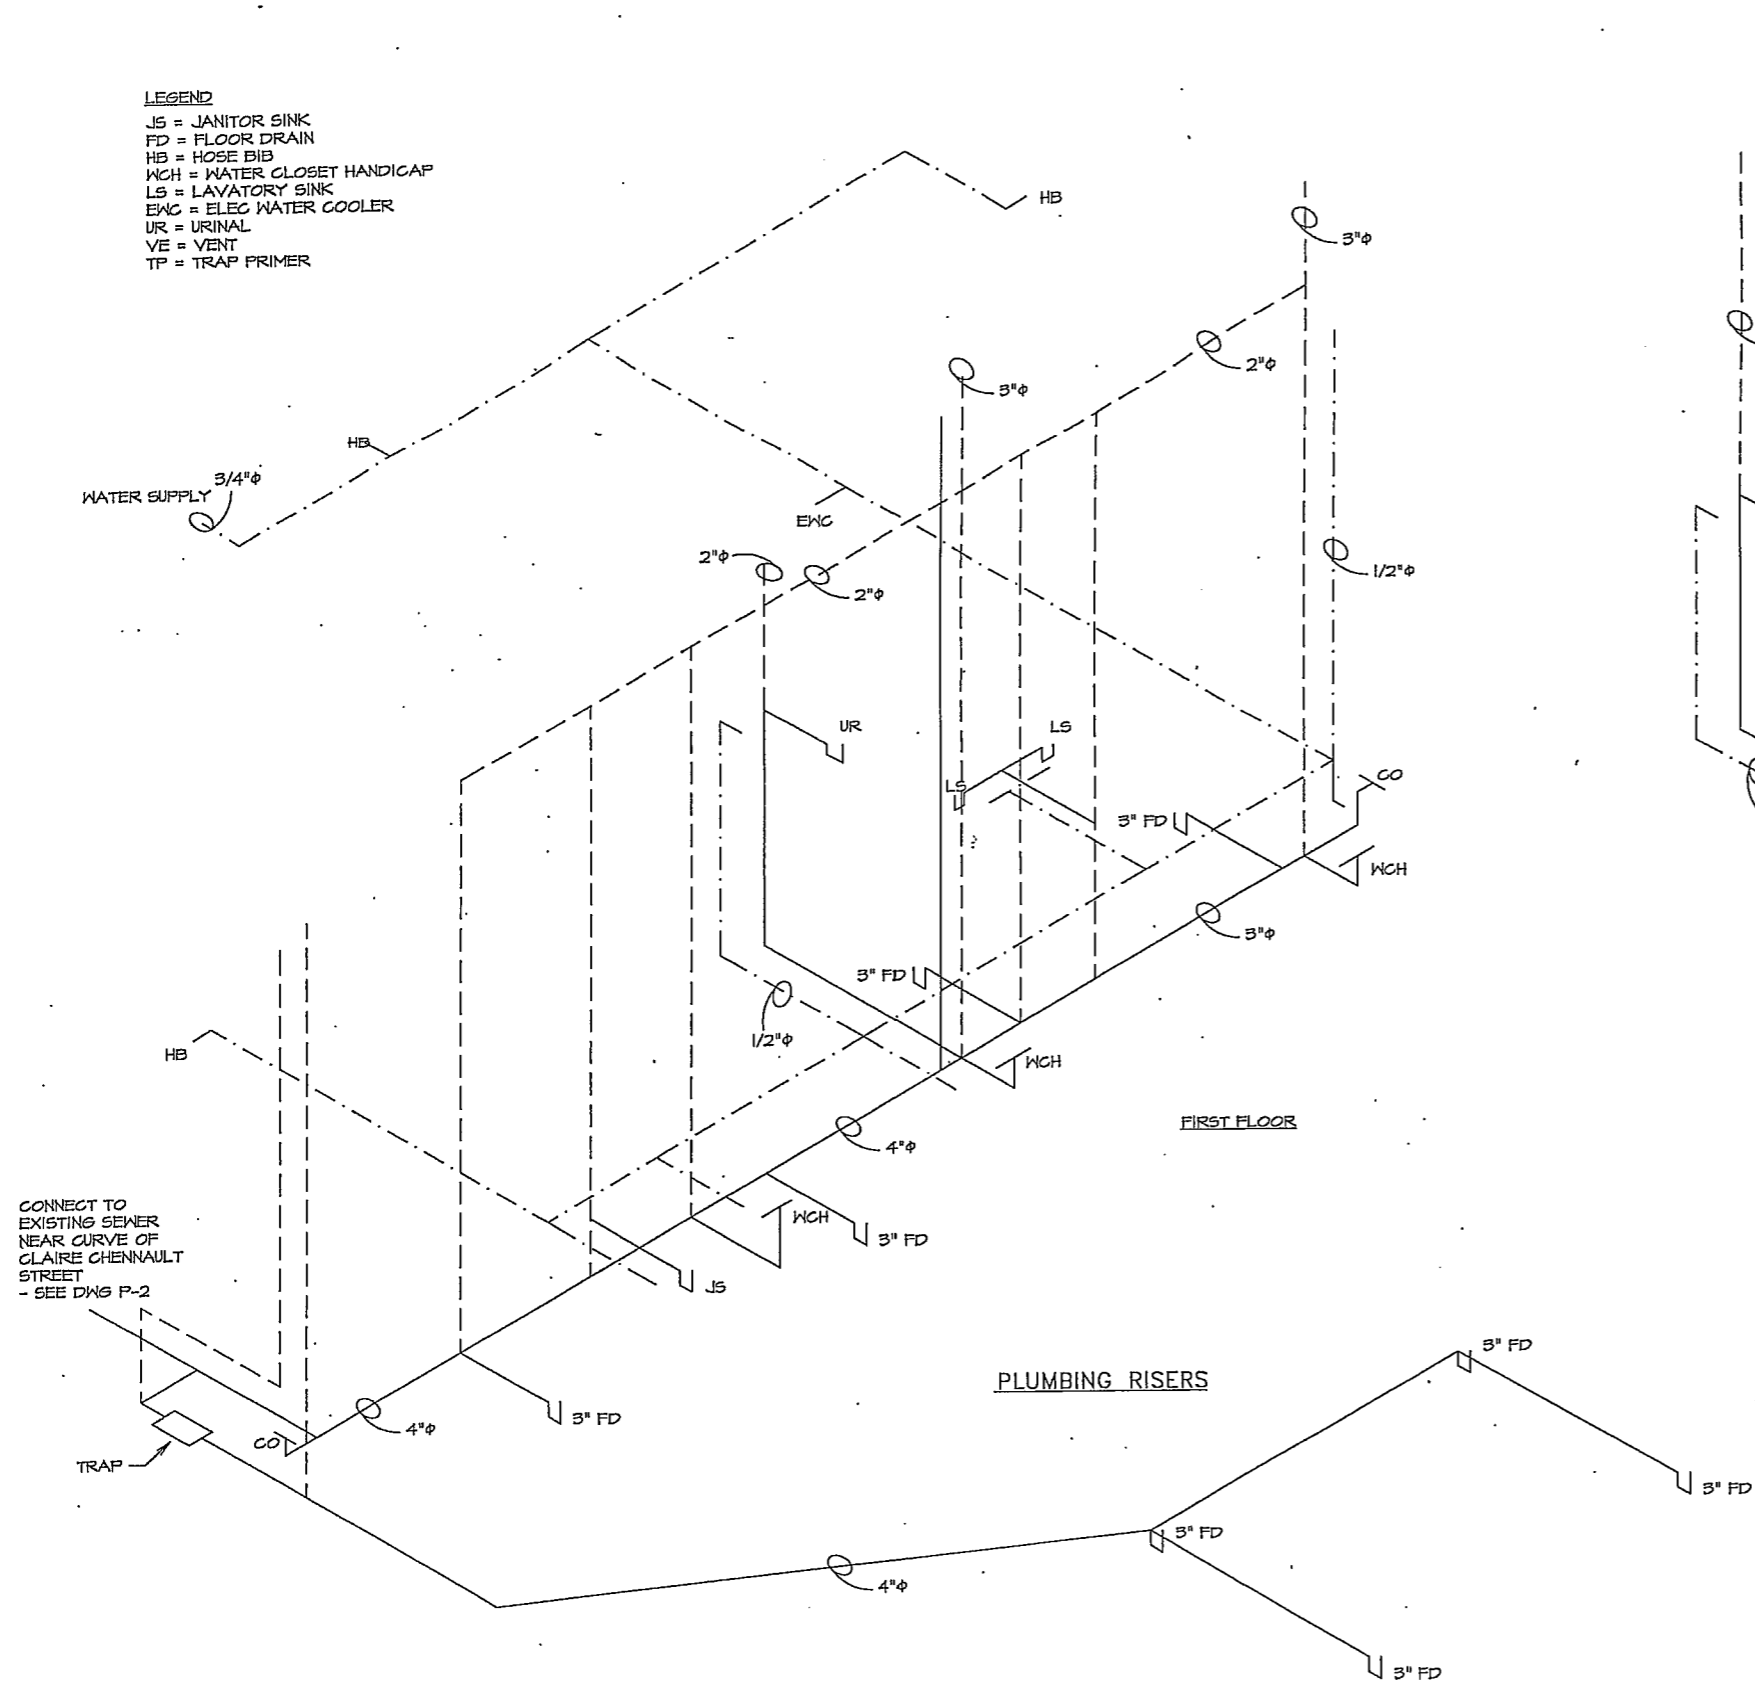 LEGEND
JS = JANITOR SINK
FD = FLOOR DRAIN
HB = HOSE BIB
WCH = WATER CLOSET HANDICAP
LS = LAVATORY SINK
EWC = ELEC WATER COOLER
UR = URINAL
VE = VENT
TP = TRAP PRIMER
HB
3"ϕ
2"ϕ
3"ϕ
HB
3/4"ϕ
WATER SUPPLY
EWC
2"ϕ
2"ϕ
1/2"ϕ
UR
LS
LS
CO
3" FD
WCH
3"ϕ
3" FD
1/2"ϕ
HB
WCH
FIRST FLOOR
4"ϕ
WCH
3" FD
JS
CONNECT TO
EXISTING SEWER
NEAR CURVE OF
CLAIRE CHENNAULT
STREET
- SEE DWG P-2
PLUMBING RISERS
3" FD
3" FD
4"ϕ
CO
TRAP
3" FD
3" FD
4"ϕ
3" FD